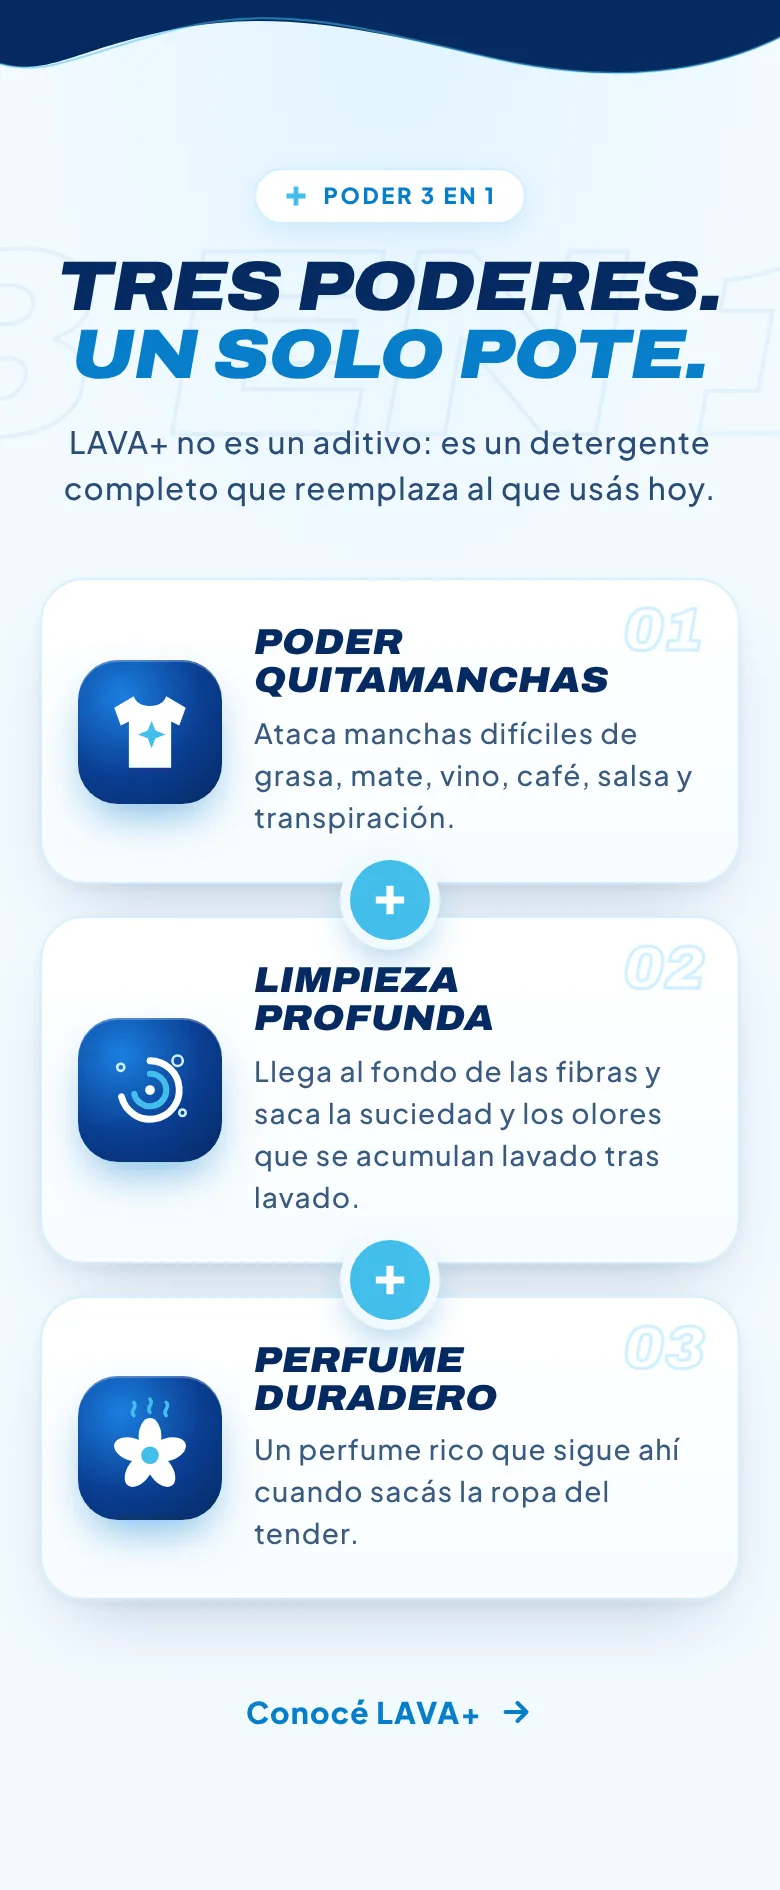 PODER 3 EN 1
3 EN 1
TRES PODERES.
UN SOLO POTE.
LAVA+ no es un aditivo: es un detergente
completo que reemplaza al que usás hoy.
01
PODER
QUITAMANCHAS
Ataca manchas difíciles de
grasa, mate, vino, café, salsa y
transpiración.
+
02
LIMPIEZA
PROFUNDA
Llega al fondo de las fibras y
saca la suciedad y los olores
que se acumulan lavado tras
lavado.
+
03
PERFUME
DURADERO
Un perfume rico que sigue ahí
cuando sacás la ropa del
tender.
Conocé LAVA+ →